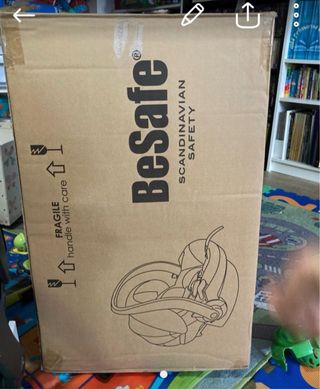 BeSafe®
SCANDINAVIAN
SAFETY
FRAGILE
handle with care